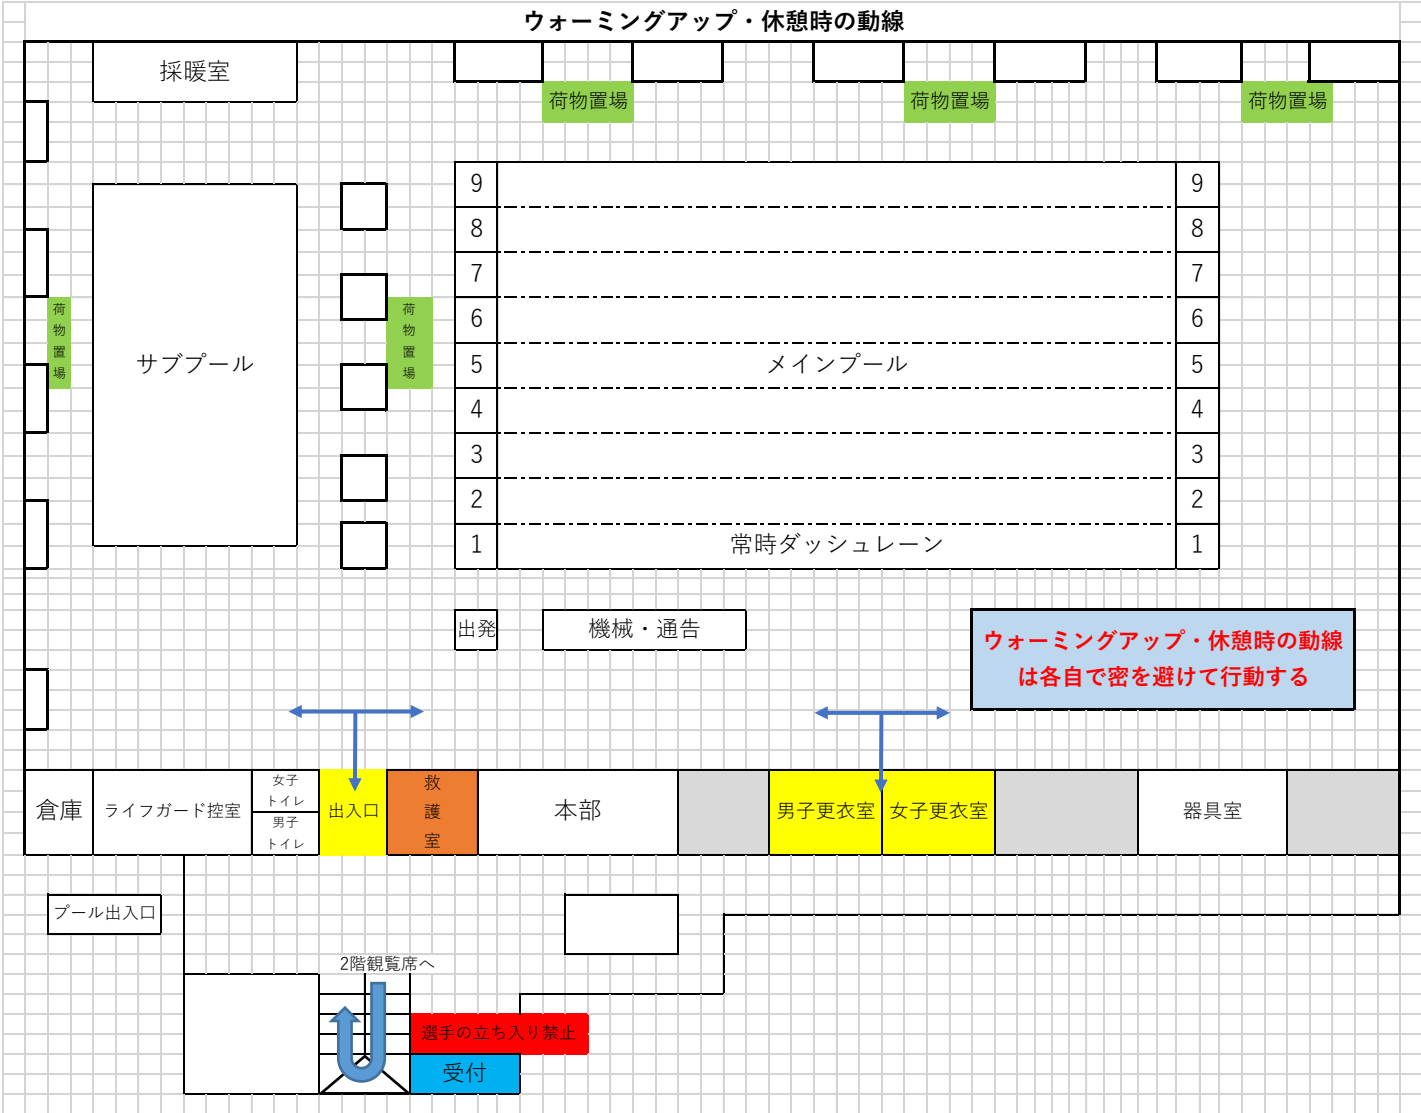 ウォーミングアップ・休憩時の動線
採暖室
荷物置場
荷物置場
荷物置場
9
9
8
8
7
7
荷物置場
荷物置場
6
6
サブプール
5
メインプール
5
4
4
3
3
2
2
1
常時ダッシュレーン
1
出発
機械・通告
ウォーミングアップ・休憩時の動線
は各自で密を避けて行動する
倉庫
ライフガード控室
女子
トイレ
男子
トイレ
出入口
救護室
本部
男子更衣室
女子更衣室
器具室
プール出入口
2階観覧席へ
選手の立ち入り禁止
受付